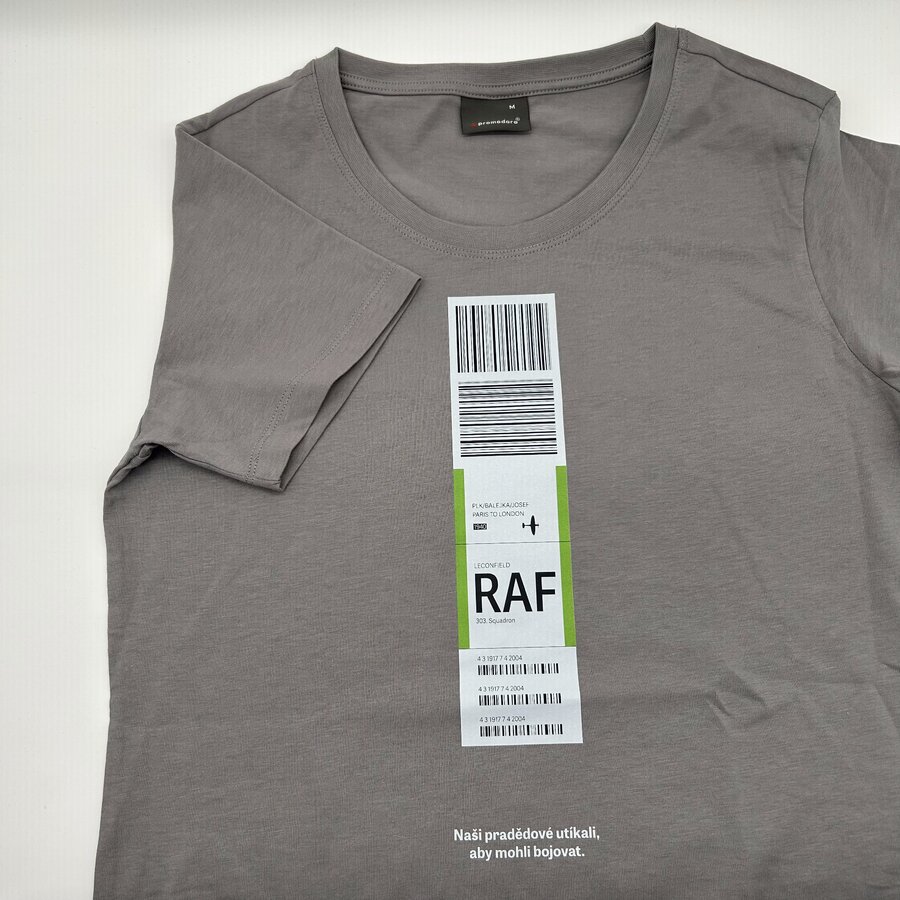 M
promodoro®
PLK/BALEJKA/JOSEF
PARIS TO LONDON
1940
LECONFIELD
RAF
303. Squadron
4 3 1917 7 4 2004
4 3 1917 7 4 2004
4 3 1917 7 4 2004
Naši pradědové utíkali,
aby mohli bojovat.